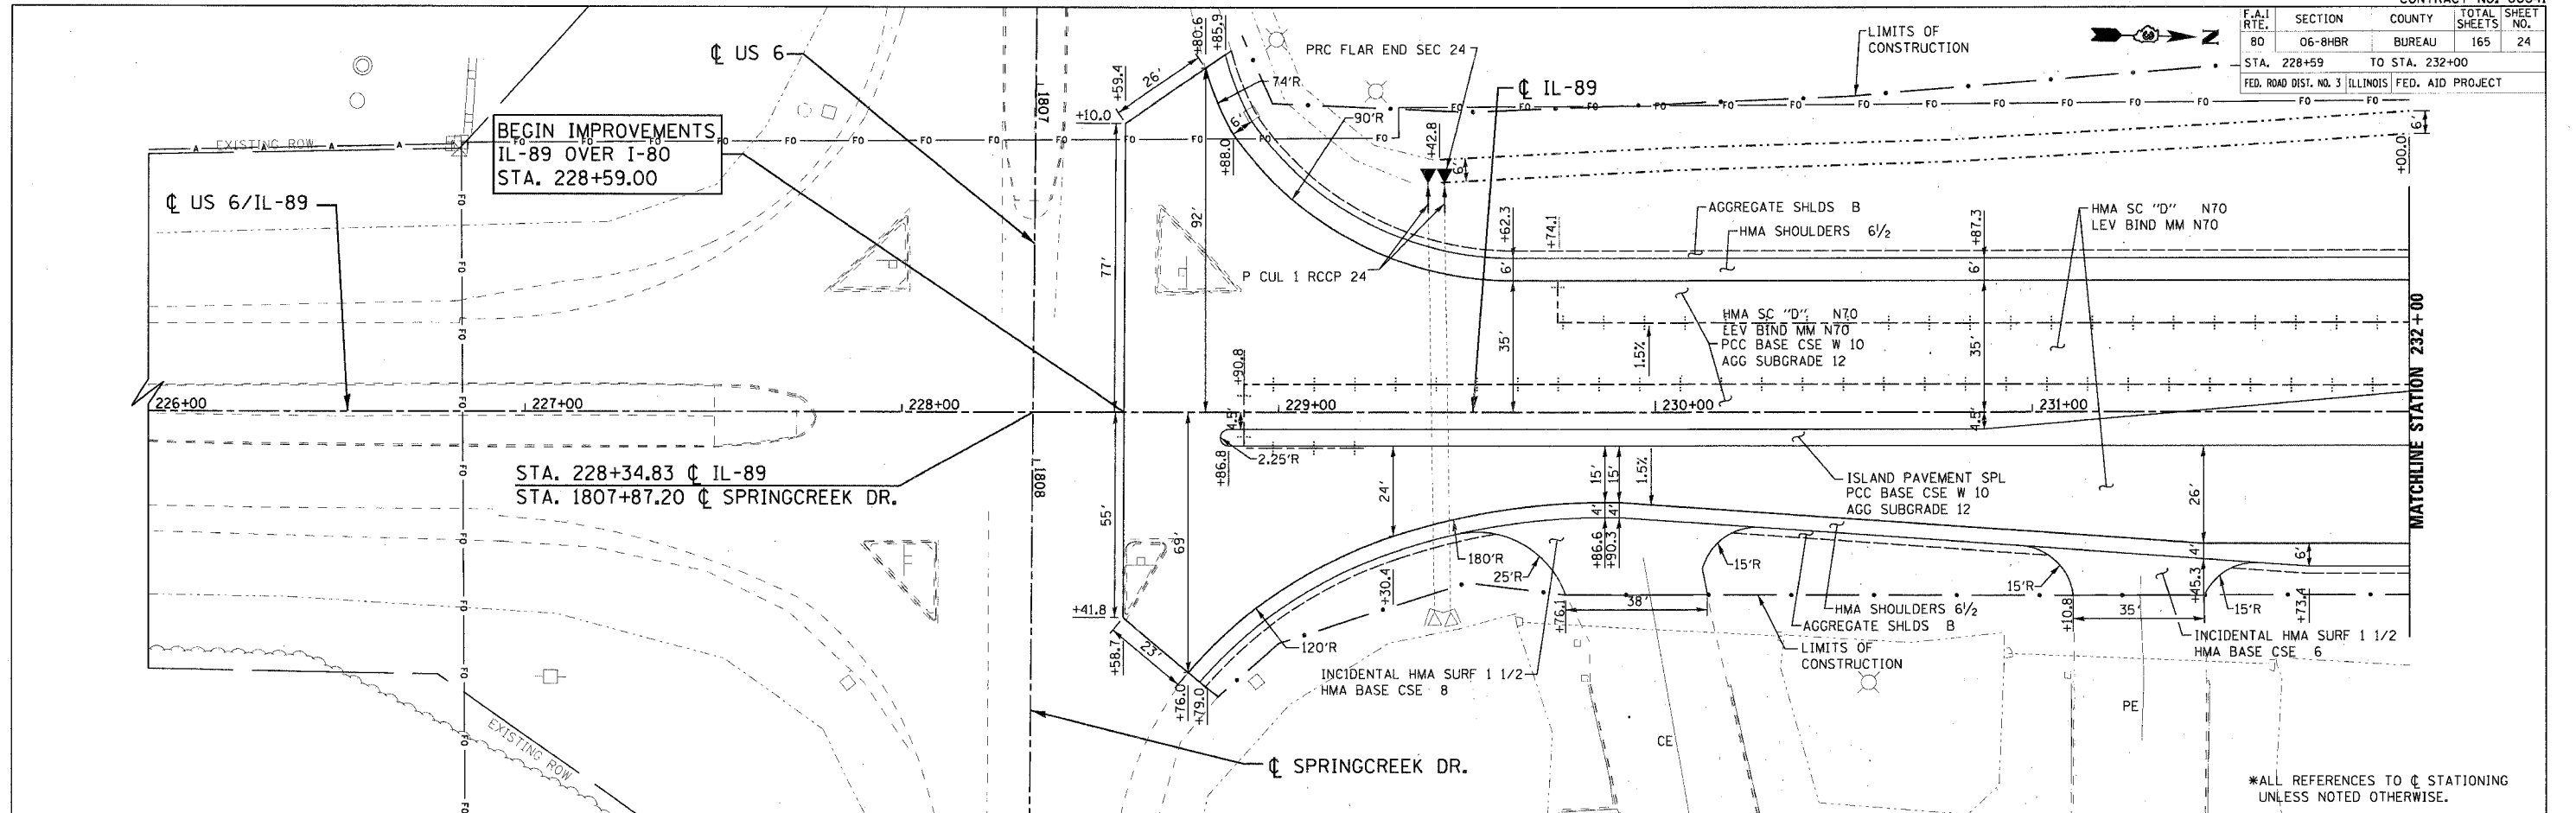 F.A.I RTE.
SECTION
COUNTY
TOTAL SHEETS
SHEET NO.
80
06-8HBR
BUREAU
165
24
STA. 228+59 TO STA. 232+00
FED. ROAD DIST. NO. 3
ILLINOIS
FED. AID PROJECT
N
LIMITS OF
CONSTRUCTION
℄ US 6
PRC FLAR END SEC 24
℄ IL-89
+80.6
+85.9
26'
+59.4
+10.0
74'R
90'R
6'
+88.0
+42.8
6'
6'
+00.0
1807
EXISTING ROW
BEGIN IMPROVEMENTS
IL-89 OVER I-80
STA. 228+59.00
℄ US 6/IL-89
77'
92'
P CUL 1 RCCP 24
+62.3
+74.1
AGGREGATE SHLDS B
HMA SHOULDERS 6½
+87.3
HMA SC "D" N70
LEV BIND MM N70
6'
6'
35'
HMA SC "D" N70
LEV BIND MM N70
PCC BASE CSE W 10
AGG SUBGRADE 12
1.5%
35'
+90.8
MATCHLINE STATION 232+00
226+00
227+00
228+00
229+00
230+00
231+00
4.5'
4.5'
+86.8
2.25'R
STA. 228+34.83 ℄ IL-89
STA. 1807+87.20 ℄ SPRINGCREEK DR.
1808
55'
69'
24'
15'
15'
1.5%
ISLAND PAVEMENT SPL
PCC BASE CSE W 10
AGG SUBGRADE 12
26'
4'
4'
+86.6
+90.3
180'R
25'R
15'R
15'R
4'
6'
+45.3
15'R
+73.4
+30.4
+76.1
38'
+10.8
35'
HMA SHOULDERS 6½
AGGREGATE SHLDS B
LIMITS OF
CONSTRUCTION
INCIDENTAL HMA SURF 1 1/2
HMA BASE CSE 6
+41.8
+58.7
23'
+76.0
+79.0
120'R
INCIDENTAL HMA SURF 1 1/2
HMA BASE CSE 8
EXISTING ROW
℄ SPRINGCREEK DR.
CE
PE
*ALL REFERENCES TO ℄ STATIONING
UNLESS NOTED OTHERWISE.